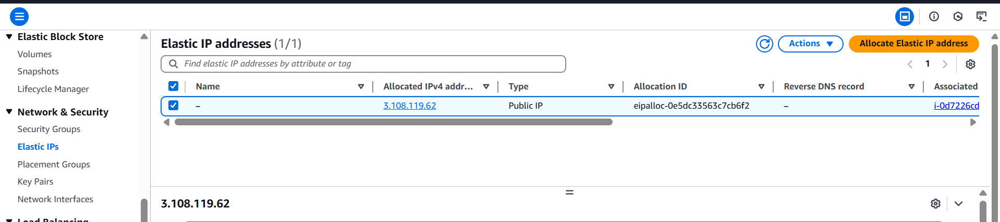 Elastic Block Store
Volumes
Snapshots
Lifecycle Manager
Network & Security
Security Groups
Elastic IPs
Placement Groups
Key Pairs
Network Interfaces
Load Balancing
Elastic IP addresses (1/1)
Actions
Allocate Elastic IP address
Find elastic IP addresses by attribute or tag
1
Name Allocated IPv4 addr... Type Allocation ID Reverse DNS record Associated
– 3.108.119.62 Public IP eipalloc-0e5dc33563c7cb6f2 – i-0d7226cd
3.108.119.62